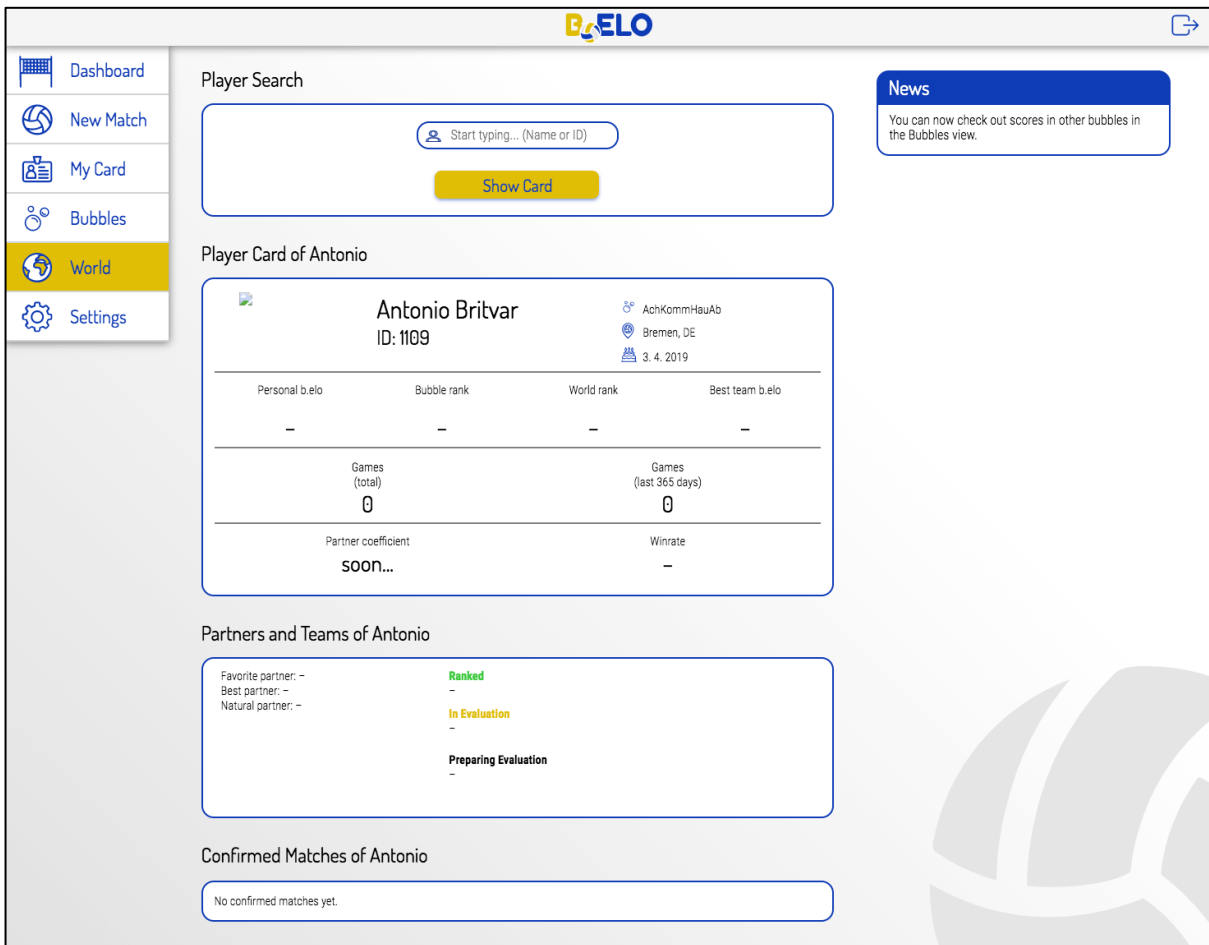 B.ELO
Dashboard
New Match
My Card
Bubbles
World
Settings
Player Search
Start typing... (Name or ID)
Show Card
Player Card of Antonio
Antonio Britvar
ID: 1109
AchKommHauAb
Bremen, DE
3. 4. 2019
Personal b.elo
Bubble rank
World rank
Best team b.elo
–
–
–
–
Games
(total)
0
Games
(last 365 days)
0
Partner coefficient
soon...
Winrate
–
Partners and Teams of Antonio
Favorite partner: –
Best partner: –
Natural partner: –
Ranked
–
In Evaluation
–
Preparing Evaluation
–
Confirmed Matches of Antonio
No confirmed matches yet.
News
You can now check out scores in other bubbles in
the Bubbles view.